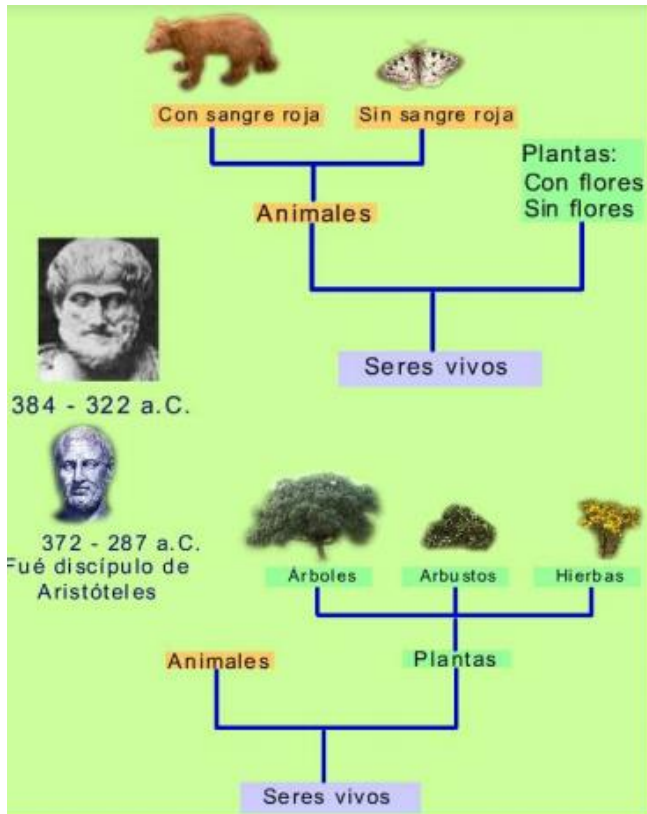 Con sangre roja
Sin sangre roja
Plantas:
Con flores
Sin flores
Animales
Seres vivos
384 - 322 a.C.
372 - 287 a.C.
Fué discípulo de
Aristóteles
Árboles
Arbustos
Hierbas
Animales
Plantas
Seres vivos